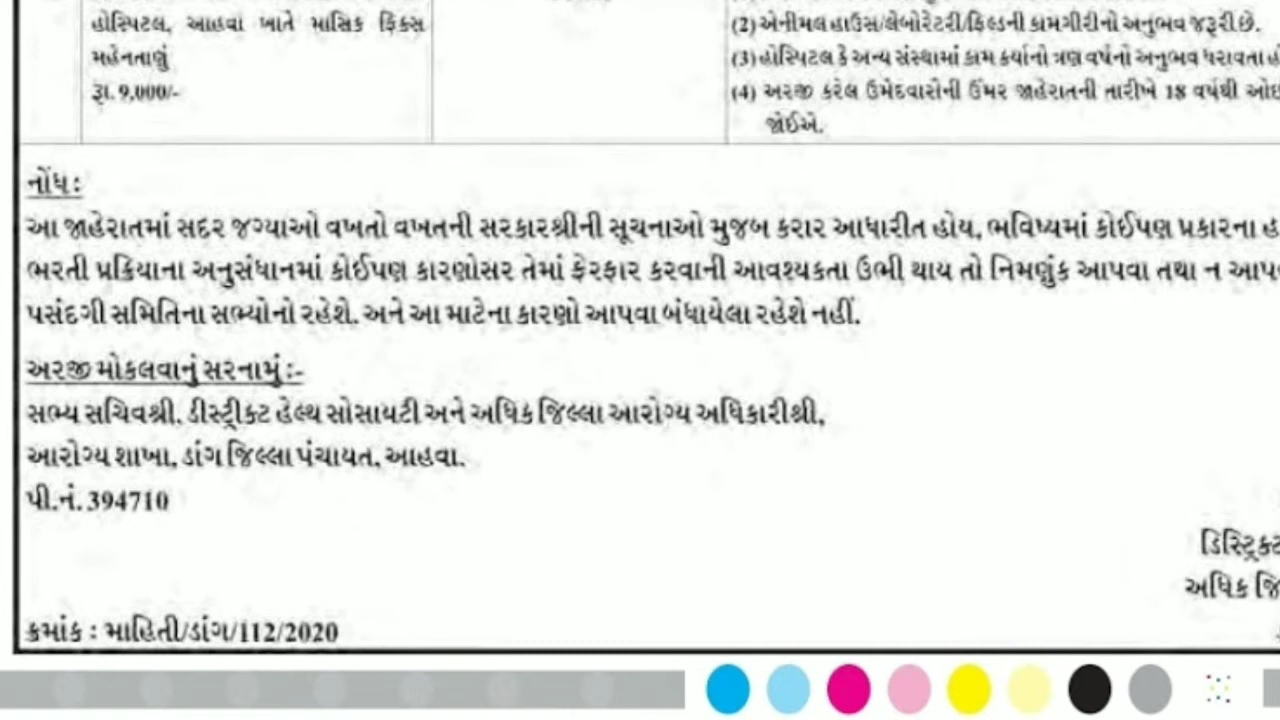 હોસ્પિટલ, આહવા ખાતે માસિક ફિક્સ
મહેનતાણું
રૂા. 9,000/-
(2) એનીમલ હાઉસ/લેબોરેટરી/ફિલ્ડની કામગીરીનો અનુભવ જરૂરી છે.
(3) હોસ્પિટલ કે અન્ય સંસ્થામાં કામ કર્યાનો ત્રણ વર્ષનો અનુભવ ધરાવતા
(4) અરજી કરેલ ઉમેદવારોની ઉંમર જાહેરાતની તારીખે 18 વર્ષથી
જોઈએ.
નોંધ :
આ જાહેરાતમાં સદર જગ્યાઓ વખતો વખતની સરકારશ્રીની સૂચનાઓ મુજબ કરાર આધારીત હોય, ભવિષ્યમાં કોઈપણ પ્રકારના
ભરતી પ્રક્રિયાના અનુસંધાનમાં કોઈપણ કારણોસર તેમાં ફેરફાર કરવાની આવશ્યકતા ઉભી થાય તો નિમણુંક આપવા તથા ન
પસંદગી સમિતિના સભ્યોનો રહેશે. અને આ માટેના કારણો આપવા બંધાયેલા રહેશે નહીં.
અરજી મોકલવાનું સરનામું :-
સભ્ય સચિવશ્રી, ડીસ્ટ્રીકટ હેલ્થ સોસાયટી અને અધિક જિલ્લા આરોગ્ય અધિકારીશ્રી,
આરોગ્ય શાખા, ડાંગ જિલ્લા પંચાયત, આહવા.
પી.નં. 394710
ડિસ્ટ્રિક્ટ
અધિક
ક્રમાંક : માહિતી/ડાંગ/112/2020